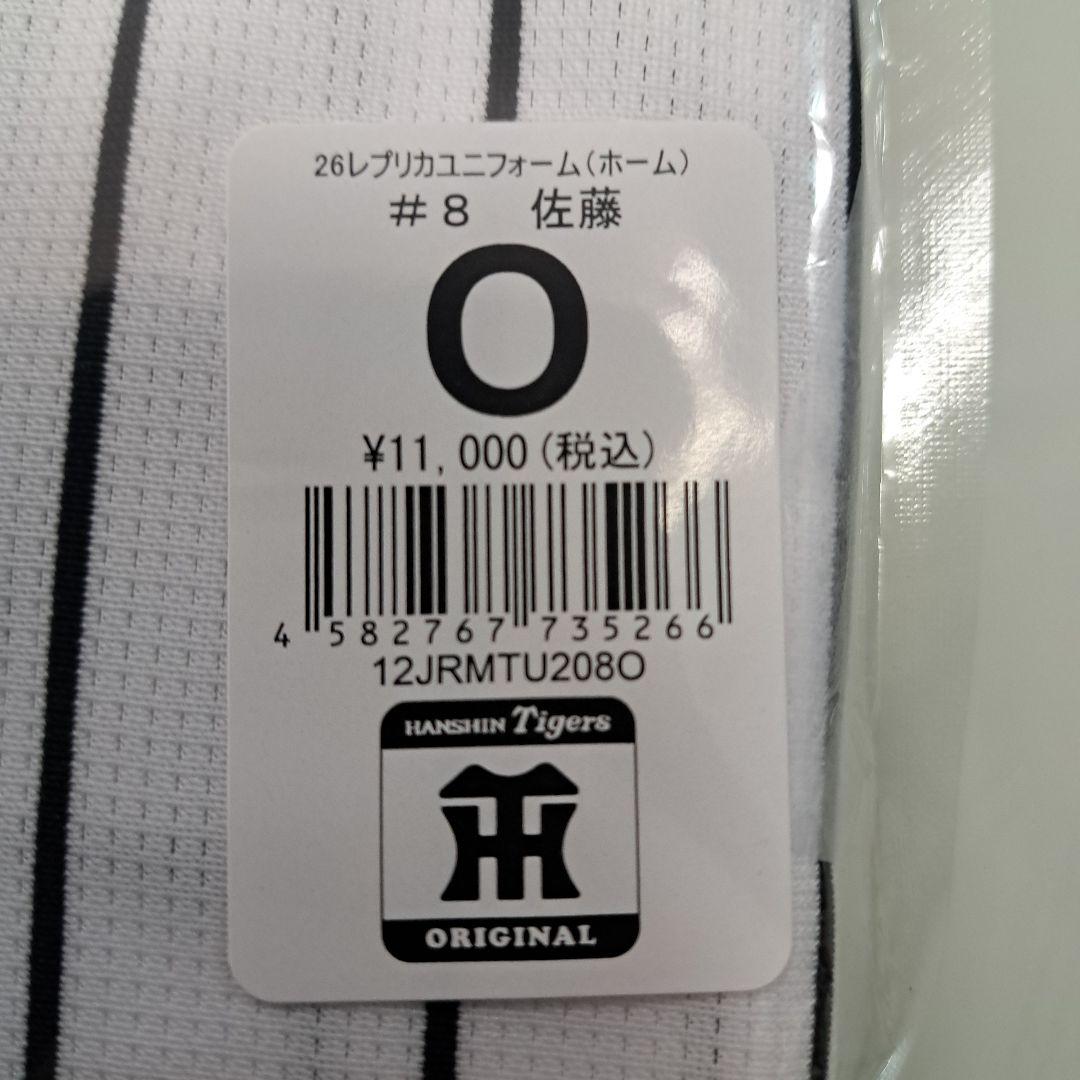 26レプリカユニフォーム(ホーム)
#8 佐藤
O
¥11,000(税込)
4 582767 735266
12JRMTU208O
HANSHIN Tigers
ORIGINAL